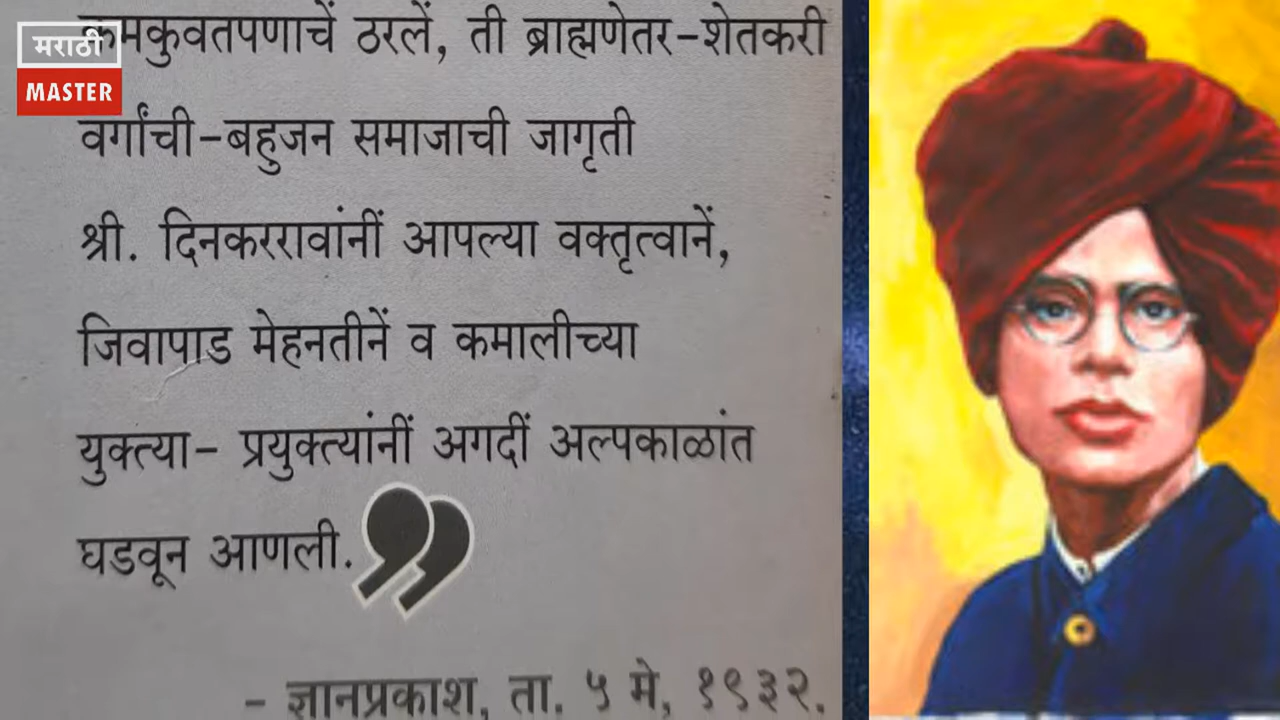 मराठी
MASTER
कमकुवतपणाचें ठरलें, ती ब्राह्मणेतर-शेतकरी
वर्गांची-बहुजन समाजाची जागृती
श्री. दिनकररावांनीं आपल्या वक्तृत्वानें,
जिवापाड मेहनतीनें व कमालीच्या
युक्त्या- प्रयुक्त्यांनीं अगदीं अल्पकाळांत
घडवून आणली.”
- ज्ञानप्रकाश, ता. ५ मे, १९३२.